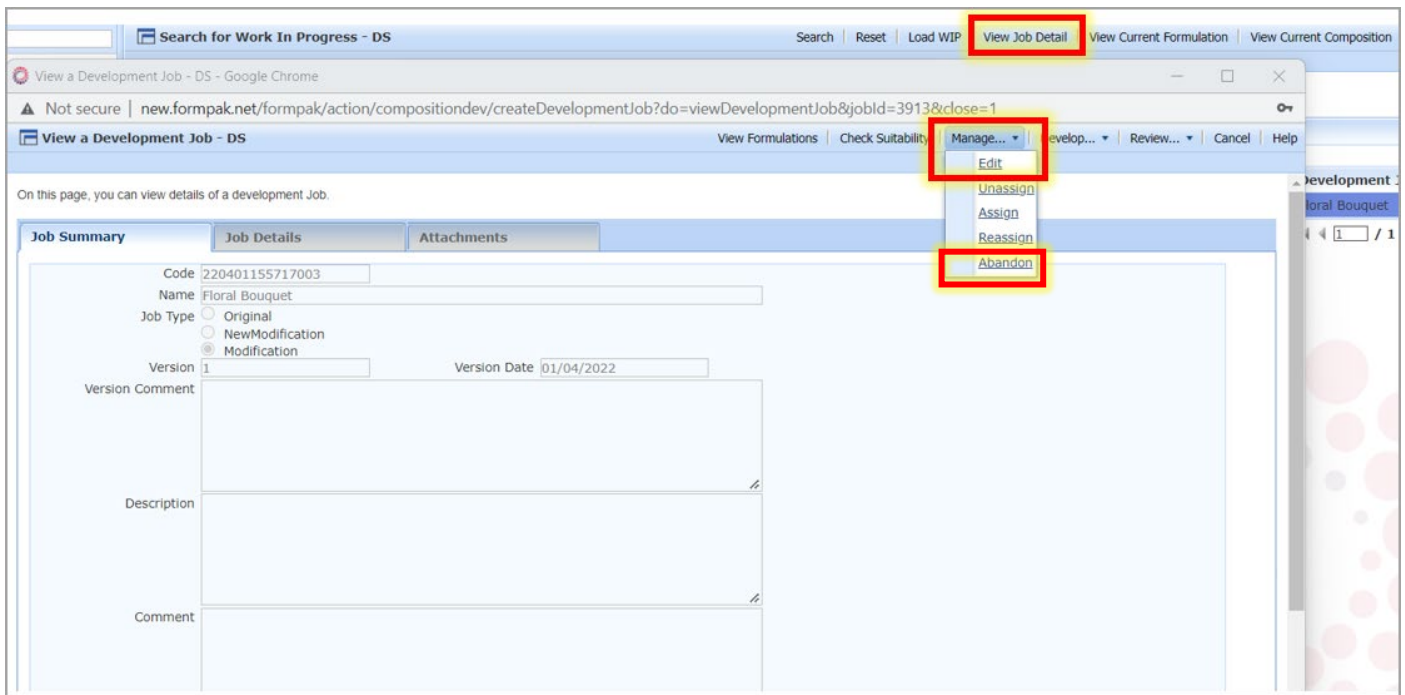 Search for Work In Progress - DS
Search Reset Load WIP View Job Detail View Current Formulation View Current Composition
View a Development Job - DS - Google Chrome
Not secure | new.formpak.net/formpak/action/compositiondev/createDevelopmentJob?do=viewDevelopmentJob&jobId=3913&close=1
View a Development Job - DS
View Formulations Check Suitability Manage... evelop... Review... Cancel Help
Edit
Unassign
Assign
Reassign
Abandon
On this page, you can view details of a development Job.
Job Summary Job Details Attachments
Code 220401155717003
Name Floral Bouquet
Job Type Original
NewModification
Modification
Version 1 Version Date 01/04/2022
Version Comment
Description
Comment
evelopment
loral Bouquet
1 / 1